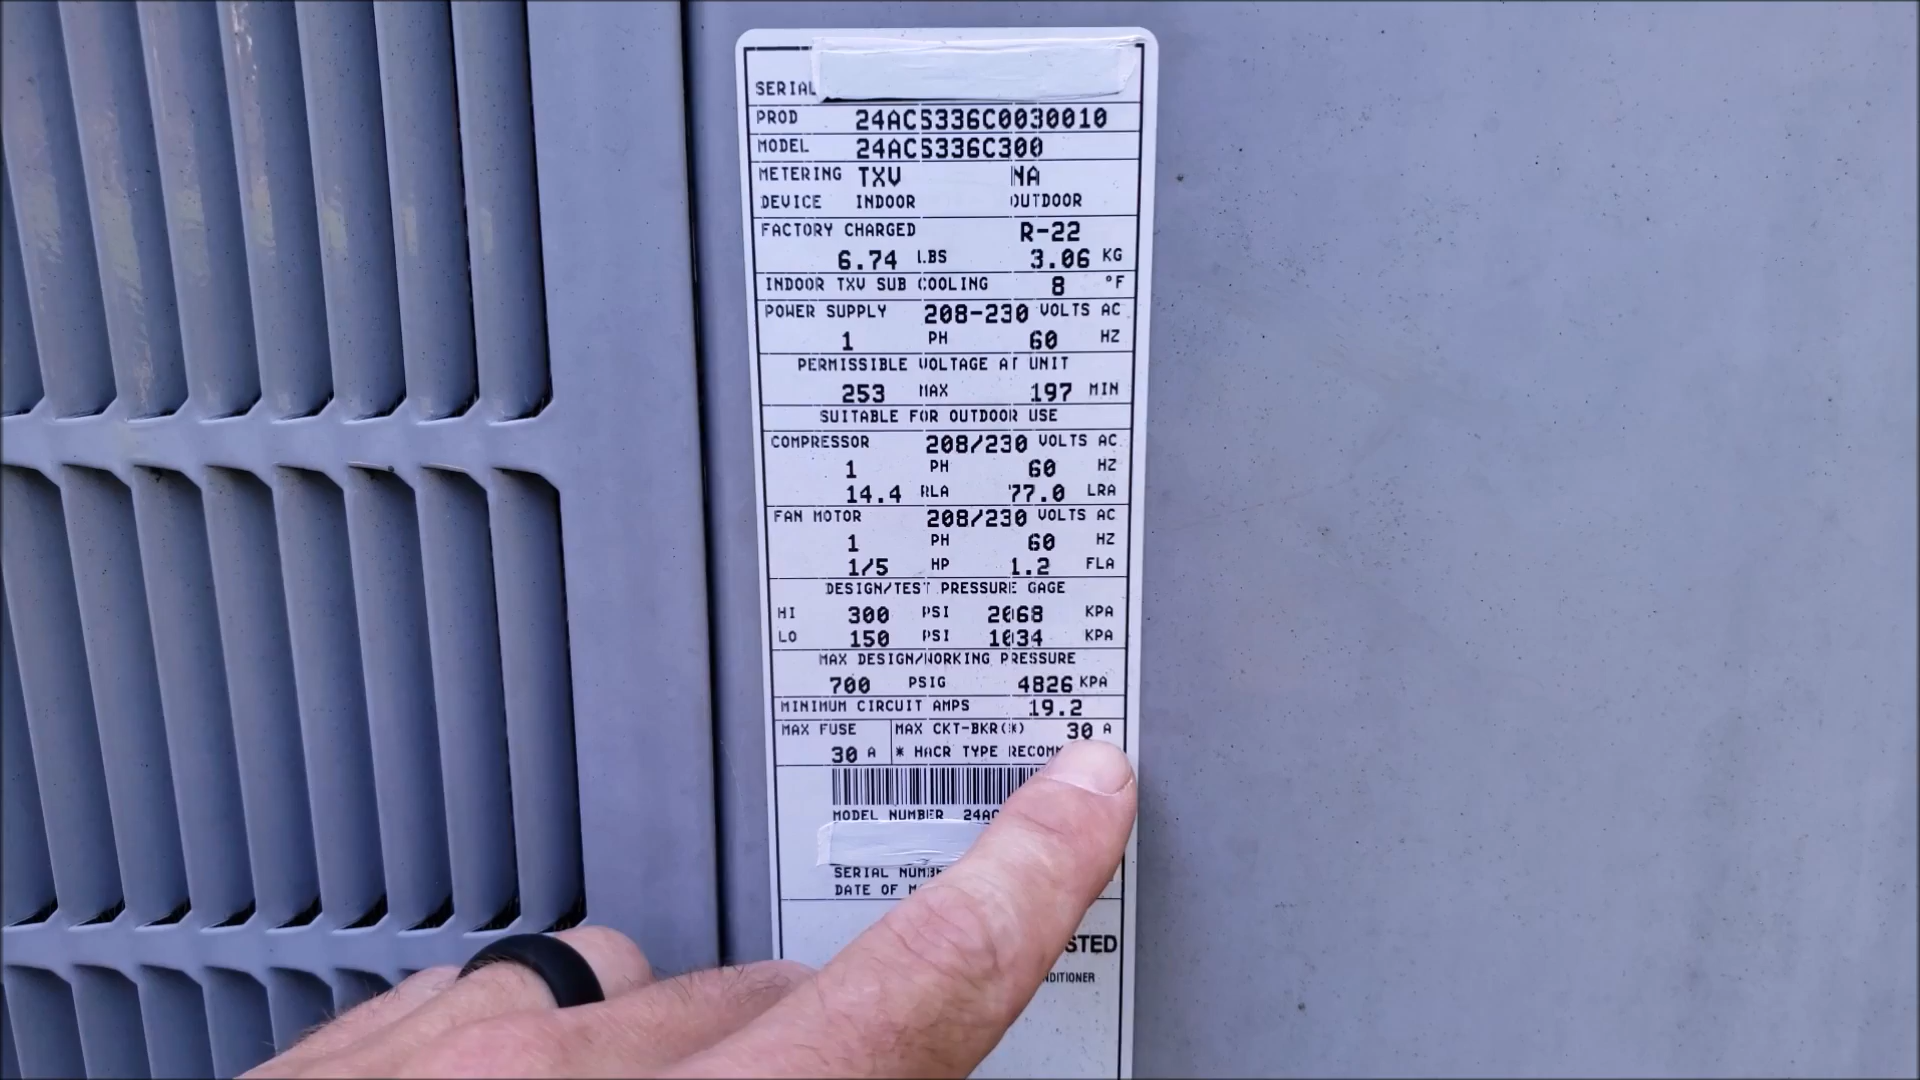 SERIAL
PROD 24ACS336C0030010
MODEL 24ACS336C300
METERING TXV NA
DEVICE INDOOR OUTDOOR
FACTORY CHARGED R-22
6.74 LBS 3.06 KG
INDOOR TXV SUB COOLING 8 °F
POWER SUPPLY 208-230 VOLTS AC
1 PH 60 HZ
PERMISSIBLE VOLTAGE AT UNIT
253 MAX 197 MIN
SUITABLE FOR OUTDOOR USE
COMPRESSOR 208/230 VOLTS AC
1 PH 60 HZ
14.4 RLA 77.0 LRA
FAN MOTOR 208/230 VOLTS AC
1 PH 60 HZ
1/5 HP 1.2 FLA
DESIGN/TEST PRESSURE GAGE
HI 300 PSI 2068 KPA
LO 150 PSI 1034 KPA
MAX DESIGN/WORKING PRESSURE
700 PSIG 4826 KPA
MINIMUM CIRCUIT AMPS 19.2
MAX FUSE MAX CKT-BKR(*) 30 A
30 A * HACR TYPE RECOMM
MODEL NUMBER 24AC
SERIAL NUMBE
DATE OF M
STED
NDITIONER